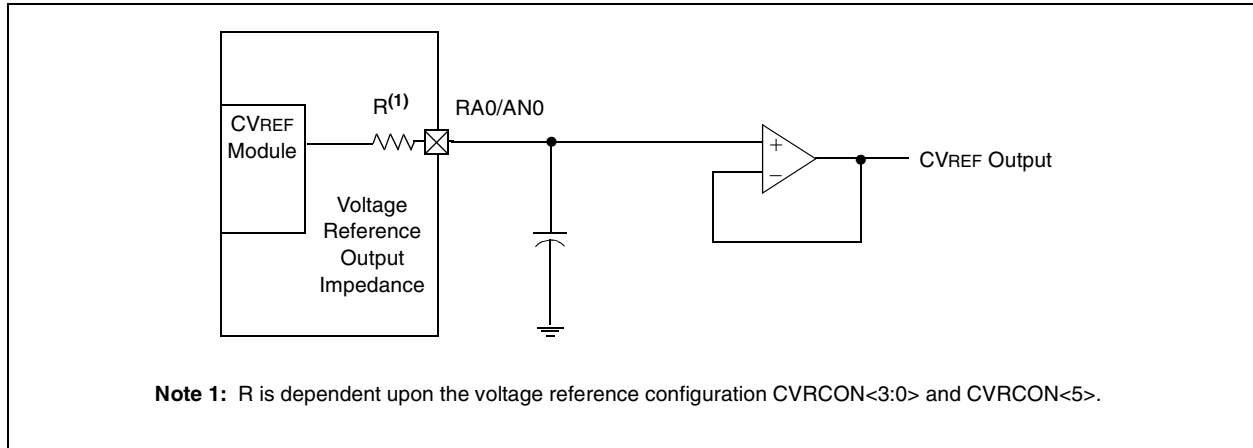 R(1)
RA0/AN0
CVREF
Module
+
−
CVREF Output
Voltage
Reference
Output
Impedance
Note 1: R is dependent upon the voltage reference configuration CVRCON<3:0> and CVRCON<5>.